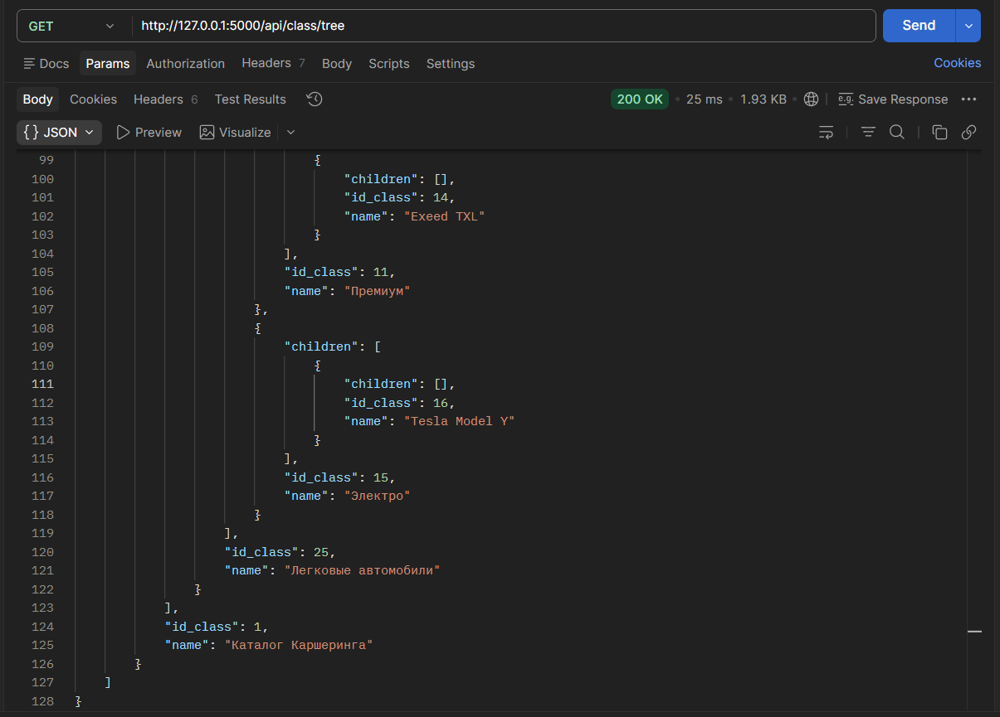 GET http://127.0.0.1:5000/api/class/tree Send
Docs Params Authorization Headers 7 Body Scripts Settings Cookies
Body Cookies Headers 6 Test Results 200 OK • 25 ms • 1.93 KB • e.g. Save Response
{} JSON Preview Visualize
99 {
100 "children": [],
101 "id_class": 14,
102 "name": "Exeed TXL"
103 }
104 ],
105 "id_class": 11,
106 "name": "Премиум"
107 },
108 {
109 "children": [
110 {
111 "children": [],
112 "id_class": 16,
113 "name": "Tesla Model Y"
114 }
115 ],
116 "id_class": 15,
117 "name": "Электро"
118 }
119 ],
120 "id_class": 25,
121 "name": "Легковые автомобили"
122 }
123 ],
124 "id_class": 1,
125 "name": "Каталог Каршеринга"
126 }
127 ]
128 }